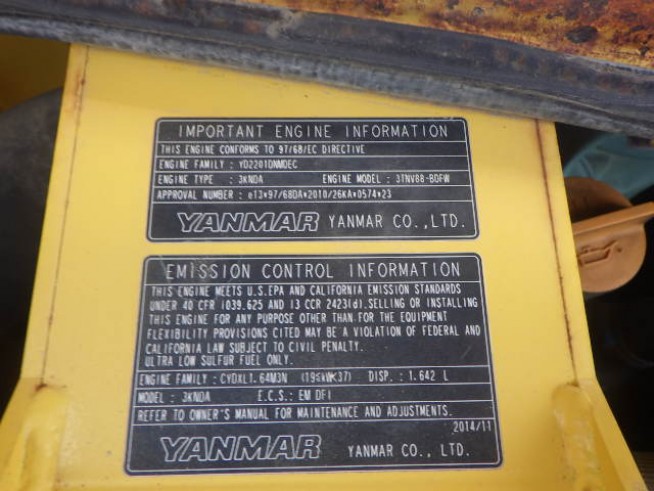 IMPORTANT ENGINE INFORMATION
THIS ENGINE CONFORMS TO 97/68/EC DIRECTIVE
ENGINE FAMILY : YD2201DNMDEC
ENGINE TYPE : 3KNDA ENGINE MODEL : 3TNV88-BDFW
APPROVAL NUMBER : e13*97/68DA*2010/26KA*0574*23
YANMAR YANMAR CO.,LTD.
EMISSION CONTROL INFORMATION
THIS ENGINE MEETS U.S.EPA AND CALIFORNIA EMISSION STANDARDS
UNDER 40 CFR 1039.625 AND 13 CCR 2423(d).SELLING OR INSTALLING
THIS ENGINE FOR ANY PURPOSE OTHER THAN FOR THE EQUIPMENT
FLEXIBILITY PROVISIONS CITED MAY BE A VIOLATION OF FEDERAL AND
CALIFORNIA LAW SUBJECT TO CIVIL PENALTY.
ULTRA LOW SULFUR FUEL ONLY.
ENGINE FAMILY : CYDXL1.64M3N (19≤kW<37) DISP. : 1.642 L
MODEL : 3KNDA E.C.S. : EM DFI
REFER TO OWNER'S MANUAL FOR MAINTENANCE AND ADJUSTMENTS.
2014/11
YANMAR YANMAR CO., LTD.